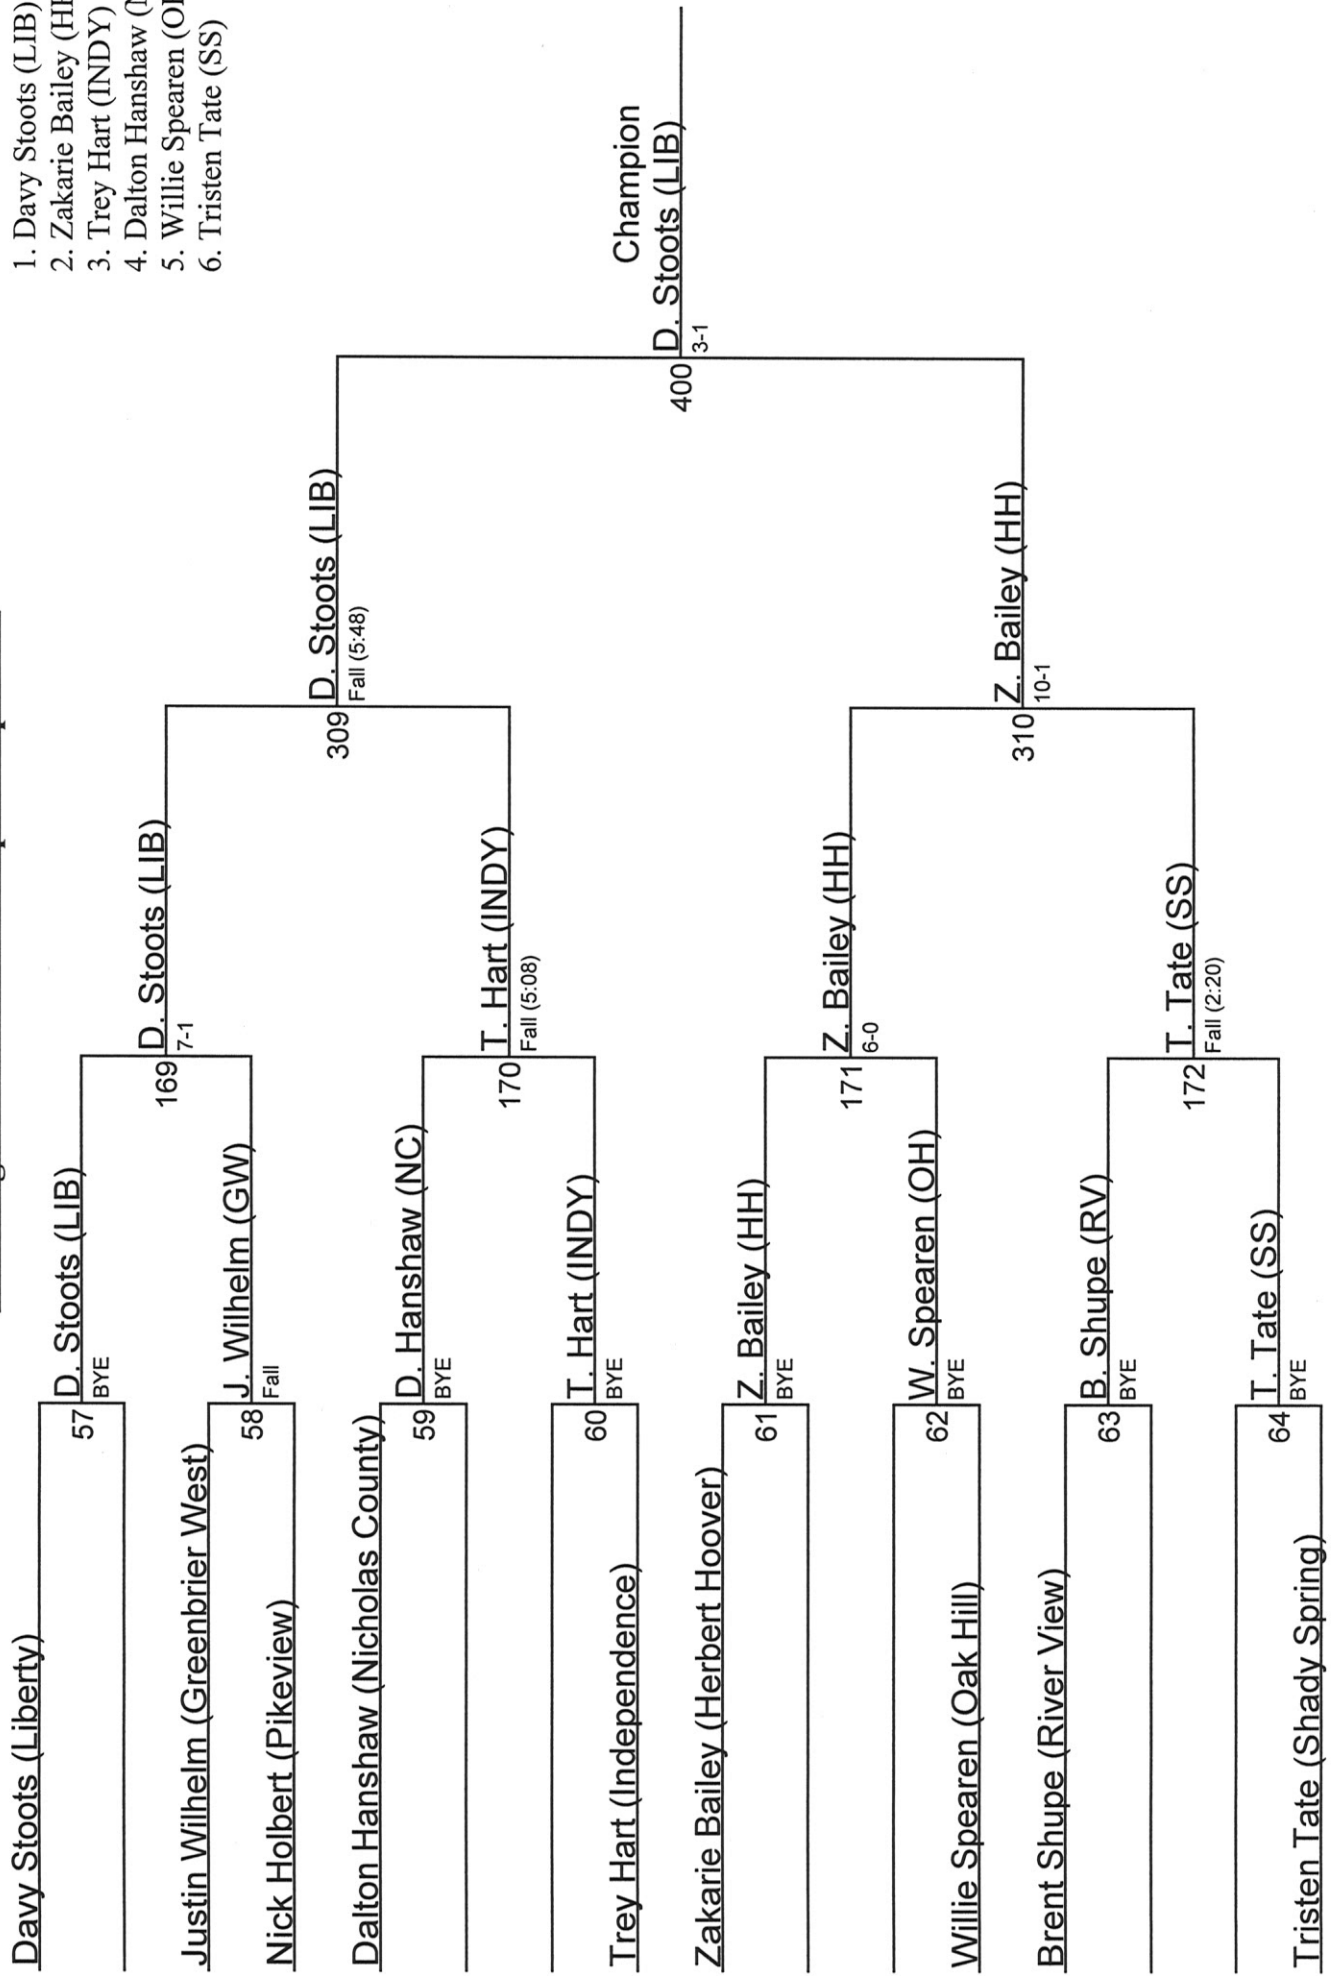 1. Davy Stoots (LIB)
2. Zakarie Bailey
3. Trey Hart (INDY)
4. Dalton Hanshaw
5. Willie Spearen
6. Tristen Tate (SS)
Davy Stoots (Liberty)
57
D. Stoots (LIB)
BYE
Justin Wilhelm (Greenbrier West)
Nick Holbert (Pikeview)
58
J. Wilhelm (GW)
Fall
169
D. Stoots (LIB)
7-1
Dalton Hanshaw (Nicholas County)
59
D. Hanshaw (NC)
BYE
Trey Hart (Independence)
60
T. Hart (INDY)
BYE
170
T. Hart (INDY)
Fall (5:08)
309
D. Stoots (LIB)
Fall (5:48)
Zakarie Bailey (Herbert Hoover)
61
Z. Bailey (HH)
BYE
Willie Spearen (Oak Hill)
62
W. Spearen (OH)
BYE
171
Z. Bailey (HH)
6-0
Brent Shupe (River View)
63
B. Shupe (RV)
BYE
Tristen Tate (Shady Spring)
64
T. Tate (SS)
BYE
172
T. Tate (SS)
Fall (2:20)
310
Z. Bailey (HH)
10-1
Champion
400
D. Stoots (LIB)
3-1